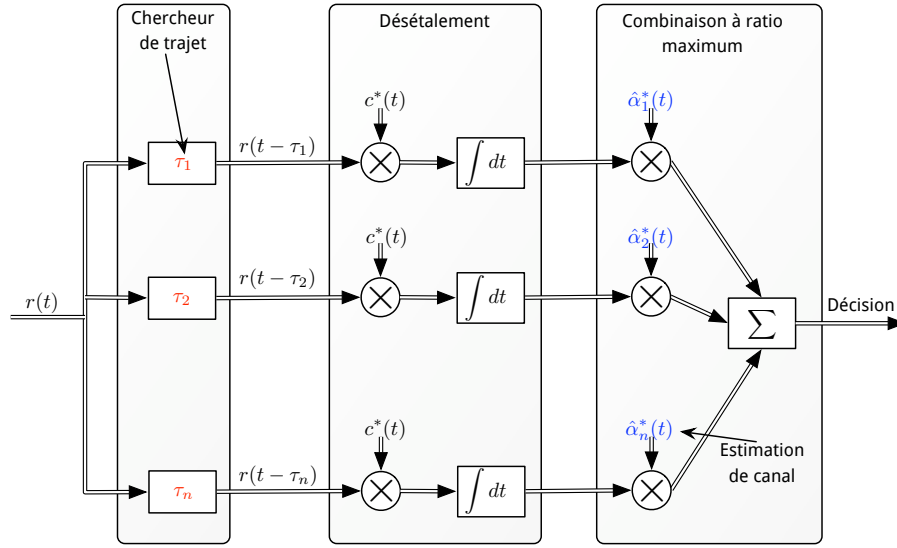 Chercheur
de trajet
Désétalement
Combinaison à ratio
maximum
c*(t)
α̂₁*(t)
τ₁
r(t − τ₁)
∫ dt
c*(t)
α̂₂*(t)
r(t)
τ₂
r(t − τ₂)
∫ dt
Σ
Décision
c*(t)
α̂ₙ*(t)
Estimation
de canal
τₙ
r(t − τₙ)
∫ dt